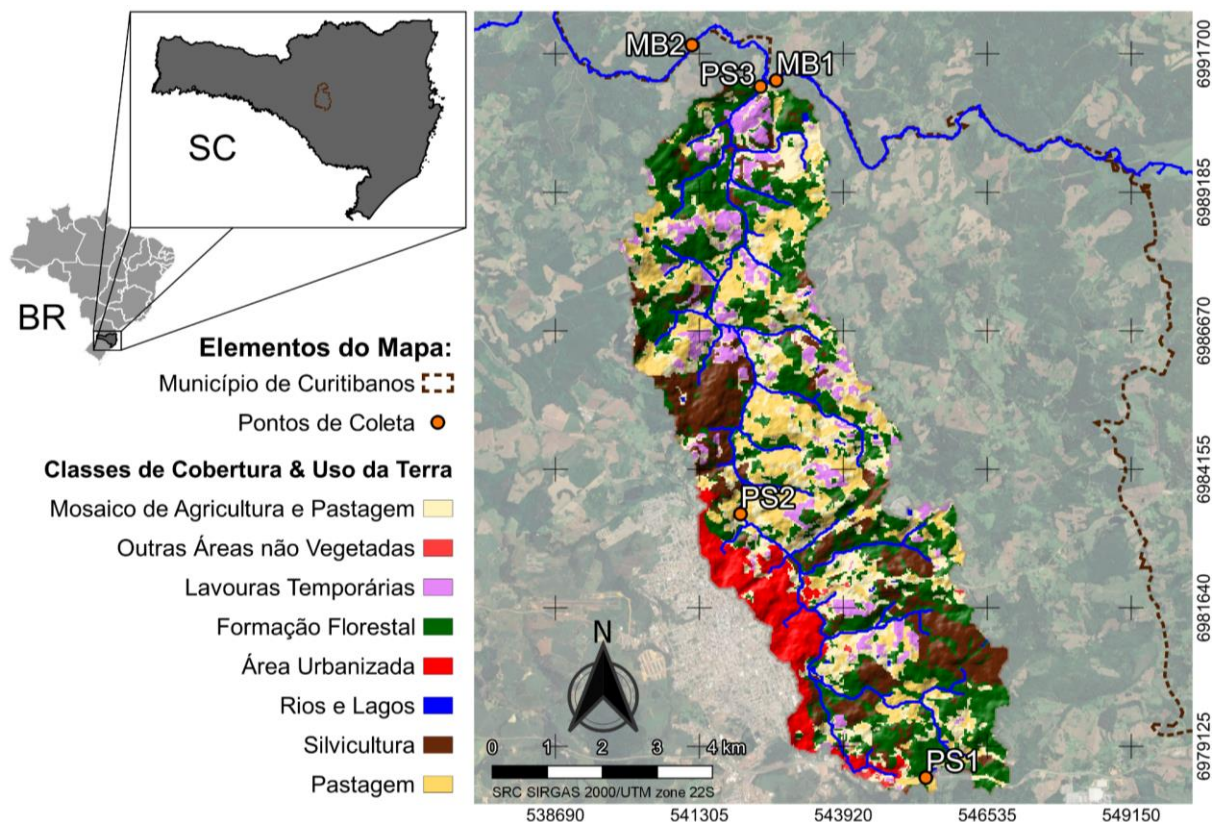 SC
BR
Elementos do Mapa:
Município de Curitibanos
Pontos de Coleta
Classes de Cobertura & Uso da Terra
Mosaico de Agricultura e Pastagem
Outras Áreas não Vegetadas
Lavouras Temporárias
Formação Florestal
Área Urbanizada
Rios e Lagos
Silvicultura
Pastagem
MB2
MB1
PS3
PS2
PS1
N
0 1 2 3 4 km
SRC SIRGAS 2000/UTM zone 22S
6991700
6989185
6986670
6984155
6981640
6979125
538690 541305 543920 546535 549150